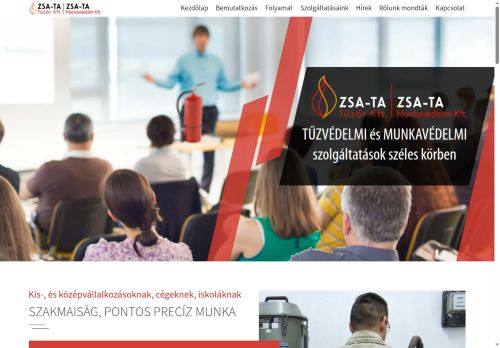 ZSA-TA | ZSA-TA
Tűzőr Kft. | Munkavédelmi Kft.
Kezdőlap Bemutatkozás Folyamat Szolgáltatásaink Hírek Rólunk mondták Kapcsolat
ZSA-TA | ZSA-TA
Tűzőr Kft. | Munkavédelmi Kft.
TŰZVÉDELMI és MUNKAVÉDELMI
szolgáltatások széles körben
Kis-, és középvállalkozásoknak, cégeknek, iskoláknak
SZAKMAISÁG, PONTOS PRECÍZ MUNKA